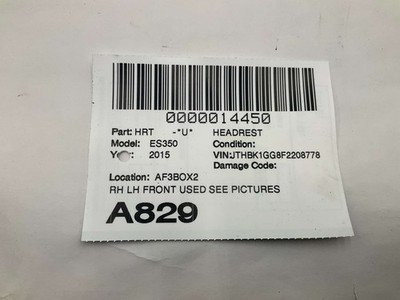 0000014450
Part: HRT -*U* HEADREST
Model: ES350 Condition:
Year: 2015 VIN:JTHBK1GG8F2208778
Damage Code:
Location: AF3BOX2
RH LH FRONT USED SEE PICTURES
A829